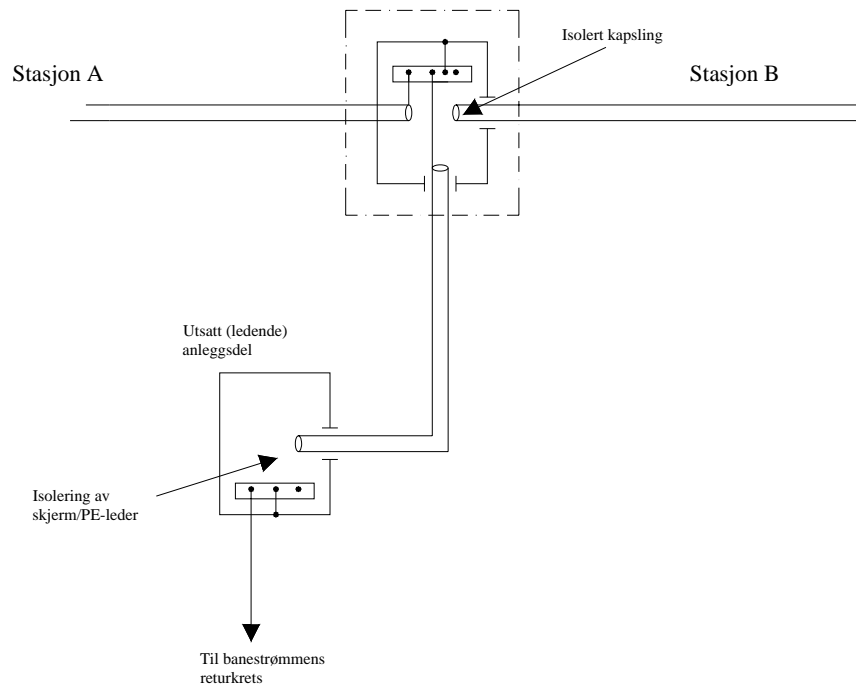 Isolert kapsling
Stasjon A
Stasjon B
Utsatt (ledende)
anleggsdel
Isolering av
skjerm/PE-leder
Til banestrømmens
returkrets